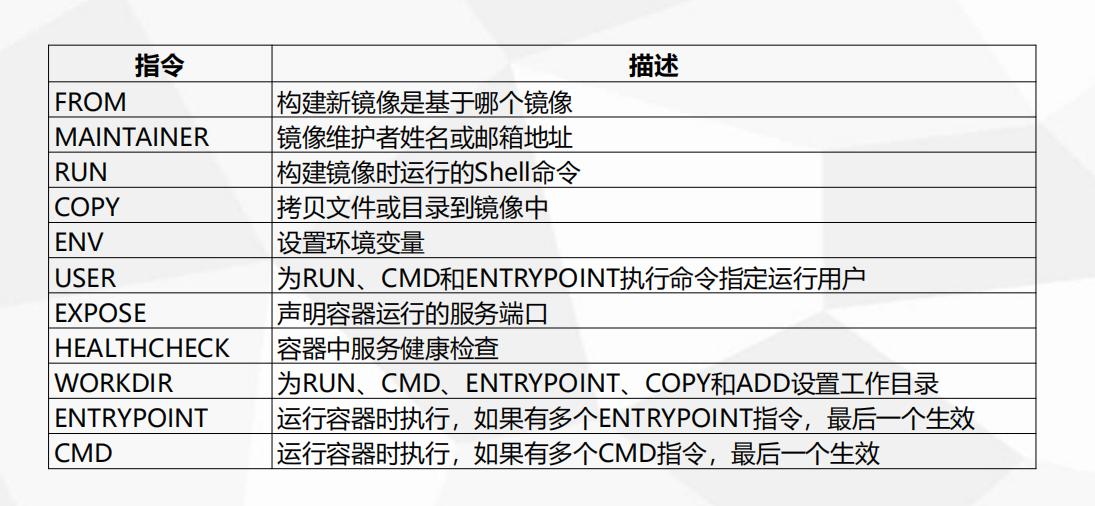 指令 描述
FROM 构建新镜像是基于哪个镜像
MAINTAINER 镜像维护者姓名或邮箱地址
RUN 构建镜像时运行的Shell命令
COPY 拷贝文件或目录到镜像中
ENV 设置环境变量
USER 为RUN、CMD和ENTRYPOINT执行命令指定运行用户
EXPOSE 声明容器运行的服务端口
HEALTHCHECK 容器中服务健康检查
WORKDIR 为RUN、CMD、ENTRYPOINT、COPY和ADD设置工作目录
ENTRYPOINT 运行容器时执行，如果有多个ENTRYPOINT指令，最后一个生效
CMD 运行容器时执行，如果有多个CMD指令，最后一个生效